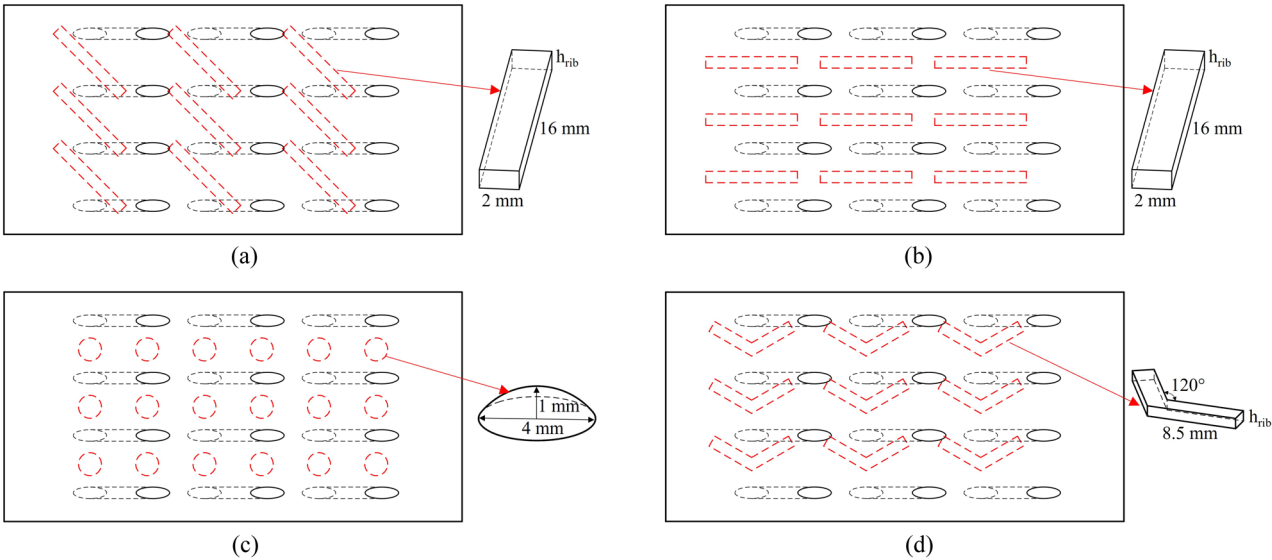 h_rib
16 mm
2 mm
(a)
h_rib
16 mm
2 mm
(b)
1 mm
4 mm
(c)
120°
h_rib
8.5 mm
(d)